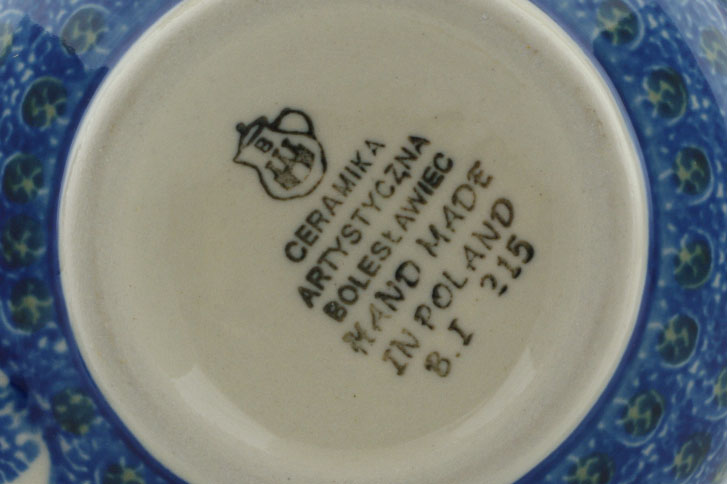 B
CERAMIKA
ARTYSTYCZNA
BOLESŁAWIEC
HAND MADE
IN POLAND
B.I 215